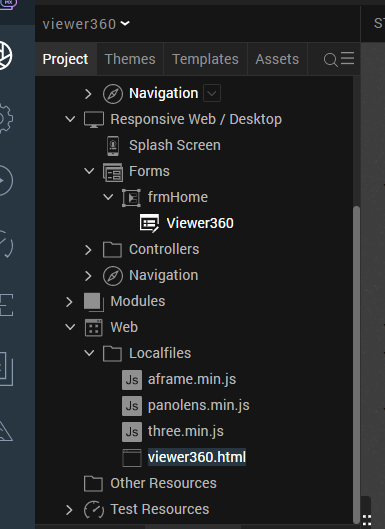 viewer360
Project Themes Templates Assets
Navigation
Responsive Web / Desktop
Splash Screen
Forms
frmHome
Viewer360
Controllers
Navigation
Modules
Web
Localfiles
Js aframe.min.js
Js panolens.min.js
Js three.min.js
viewer360.html
Other Resources
Test Resources